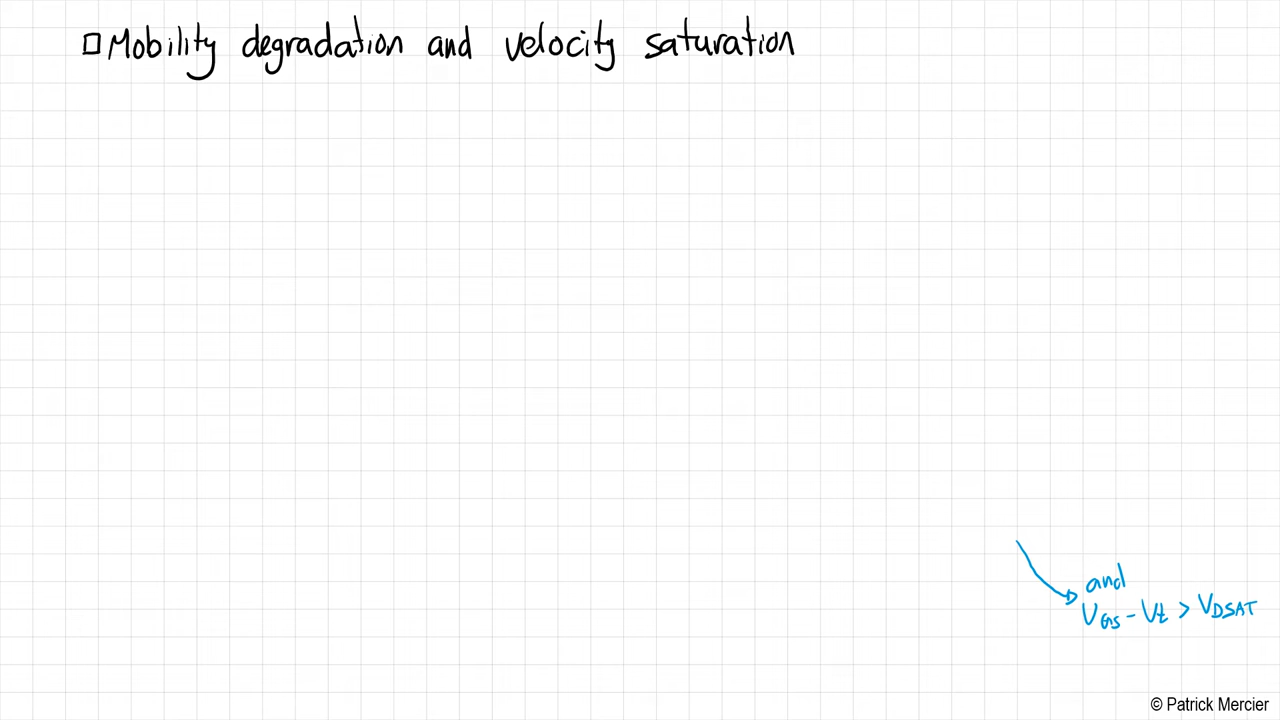 Mobility degradation and velocity saturation
and
VGS - Vt > VDSAT
© Patrick Mercier